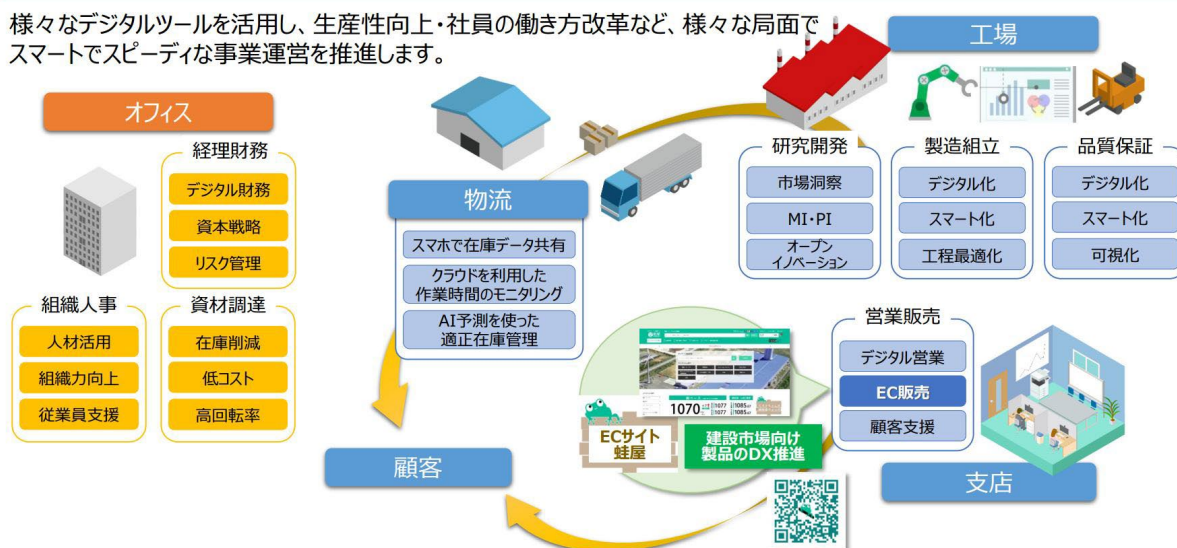 様々なデジタルツールを活用し、生産性向上・社員の働き方改革など、様々な局面で
スマートでスピーディな事業運営を推進します。
オフィス
経理財務
デジタル財務
資本戦略
リスク管理
組織人事
人材活用
組織力向上
従業員支援
資材調達
在庫削減
低コスト
高回転率
物流
スマホで在庫データ共有
クラウドを利用した
作業時間のモニタリング
AI予測を使った
適正在庫管理
工場
研究開発
市場洞察
MI・PI
オープン
イノベーション
製造組立
デジタル化
スマート化
工程最適化
品質保証
デジタル化
スマート化
可視化
営業販売
デジタル営業
EC販売
顧客支援
支店
1070
1077
1085
1077
1085
ECサイト
蛙屋
建設市場向け
製品のDX推進
顧客